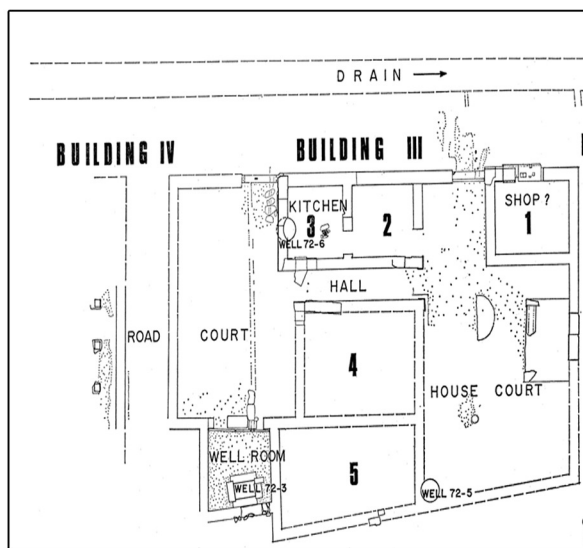 DRAIN
BUILDING IV
BUILDING III
KITCHEN
3
WELL 72-6
2
SHOP?
1
HALL
ROAD
COURT
4
HOUSE COURT
WELL ROOM
WELL 72-3
5
WELL 72-5